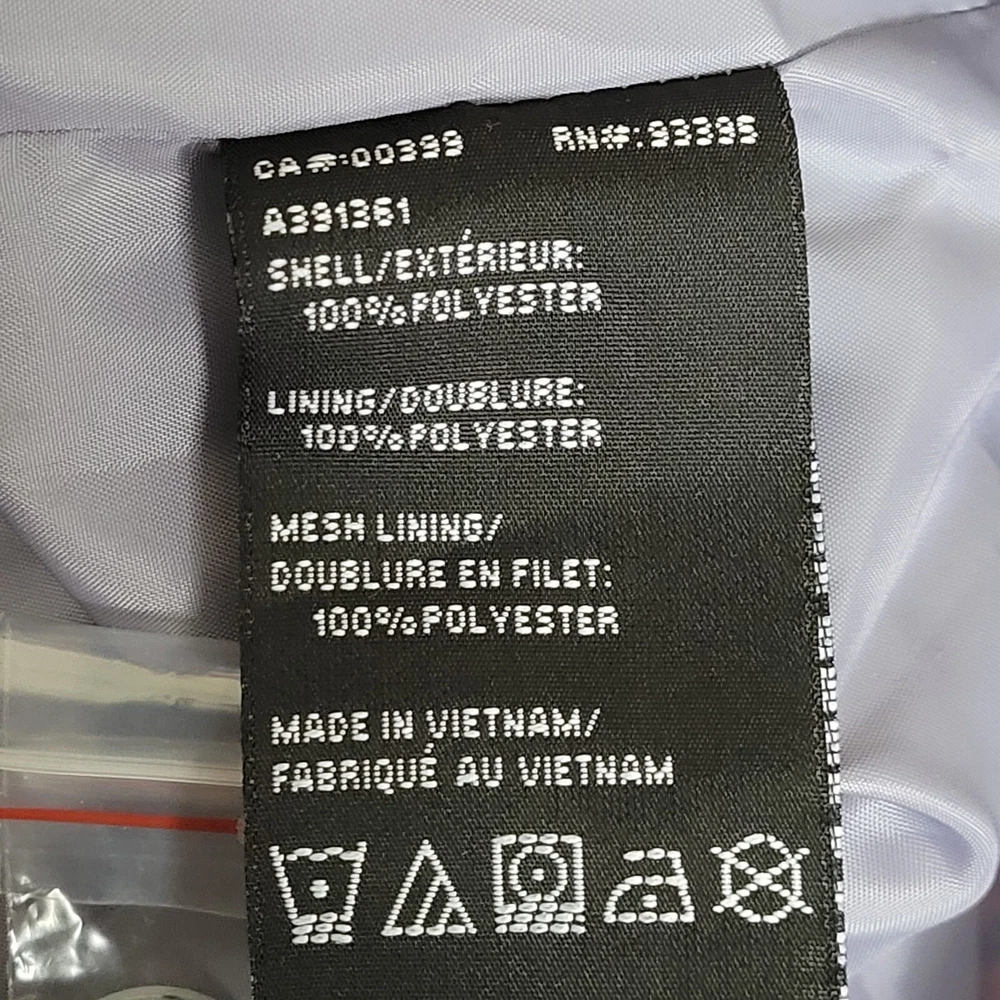 CA#:00399 RN#:93395
A391361
SHELL/EXTÉRIEUR:
100%POLYESTER
LINING/DOUBLURE:
100%POLYESTER
MESH LINING/
DOUBLURE EN FILET:
100%POLYESTER
MADE IN VIETNAM/
FABRIQUÉ AU VIETNAM